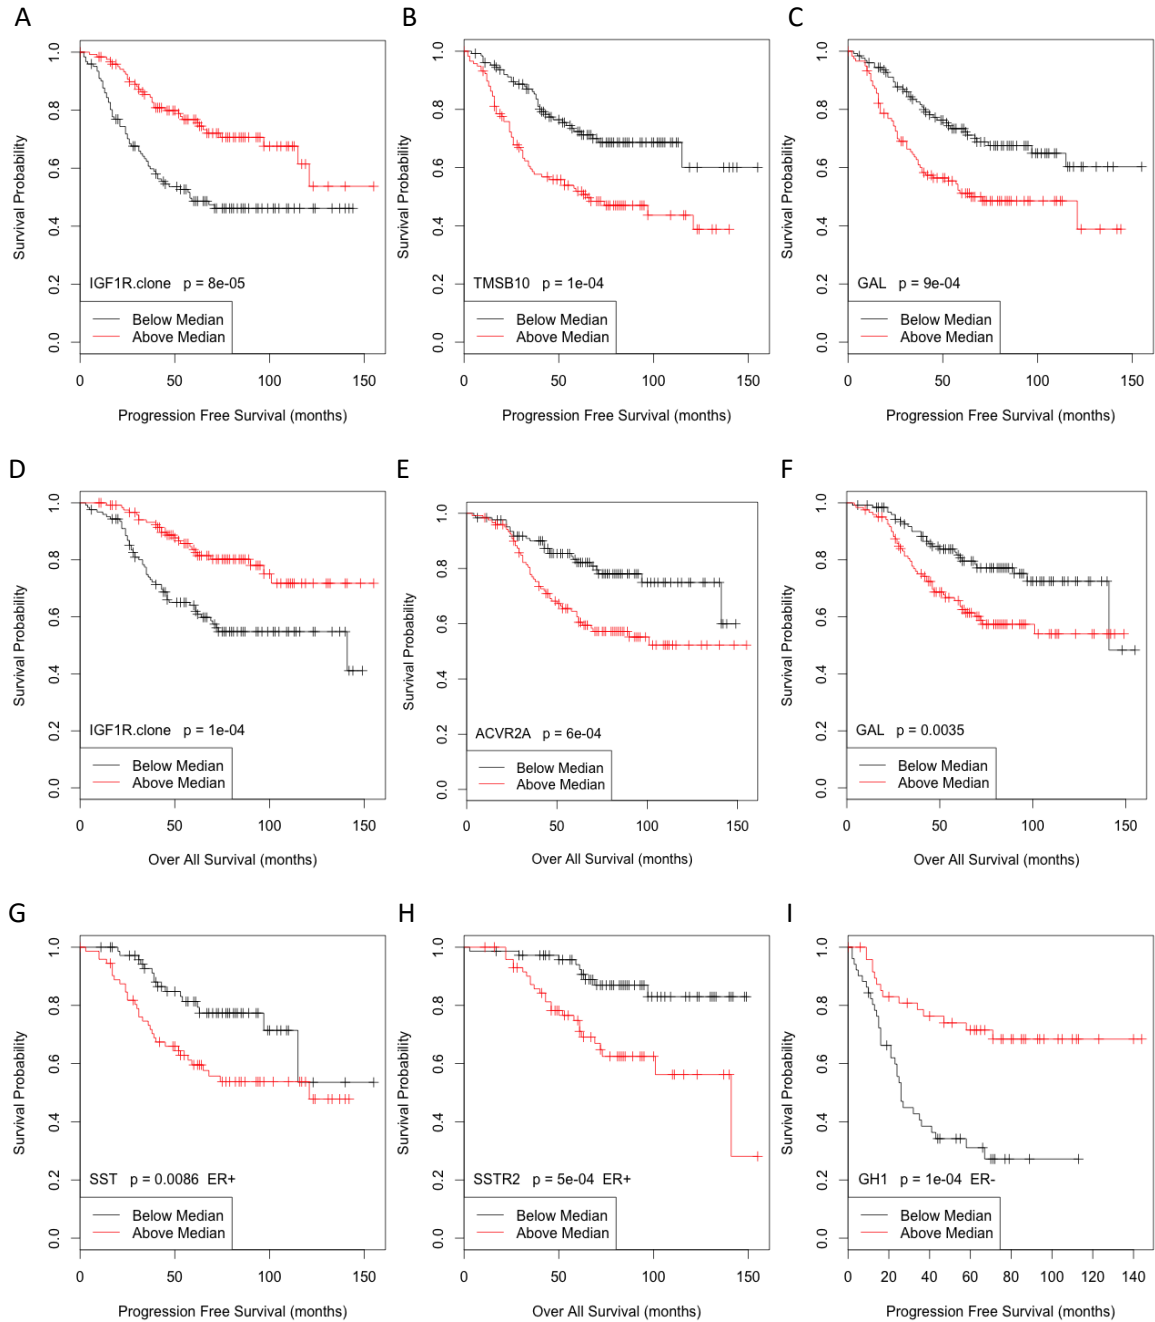 A
1.0
0.8
0.6
0.4
0.2
0.0
Survival Probability
IGF1R.clone p = 8e-05
Below Median
Above Median
0 50 100 150
Progression Free Survival (months)
B
1.0
0.8
0.6
0.4
0.2
0.0
Survival Probability
TMSB10 p = 1e-04
Below Median
Above Median
0 50 100 150
Progression Free Survival (months)
C
1.0
0.8
0.6
0.4
0.2
0.0
Survival Probability
GAL p = 9e-04
Below Median
Above Median
0 50 100 150
Progression Free Survival (months)
D
1.0
0.8
0.6
0.4
0.2
0.0
Survival Probability
IGF1R.clone p = 1e-04
Below Median
Above Median
0 50 100 150
Over All Survival (months)
E
1.0
0.8
0.6
0.4
0.2
0.0
Survival Probability
ACVR2A p = 6e-04
Below Median
Above Median
0 50 100 150
Over All Survival (months)
F
1.0
0.8
0.6
0.4
0.2
0.0
Survival Probability
GAL p = 0.0035
Below Median
Above Median
0 50 100 150
Over All Survival (months)
G
1.0
0.8
0.6
0.4
0.2
0.0
Survival Probability
SST p = 0.0086 ER+
Below Median
Above Median
0 50 100 150
Progression Free Survival (months)
H
1.0
0.8
0.6
0.4
0.2
0.0
Survival Probability
SSTR2 p = 5e-04 ER+
Below Median
Above Median
0 50 100 150
Over All Survival (months)
I
1.0
0.8
0.6
0.4
0.2
0.0
Survival Probability
GH1 p = 1e-04 ER-
Below Median
Above Median
0 20 40 60 80 100 120 140
Progression Free Survival (months)